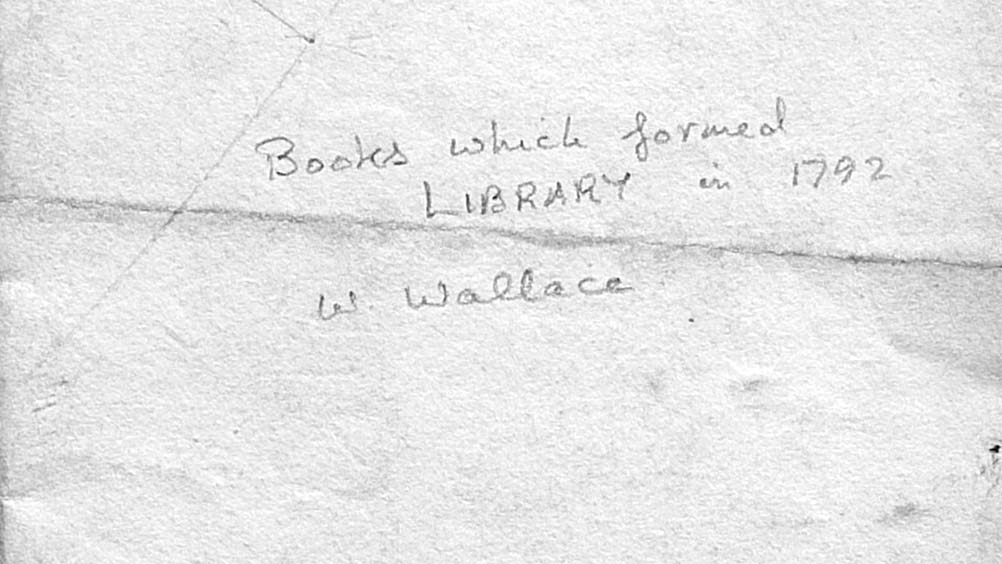 Books which formed
LIBRARY in 1792
W. Wallace